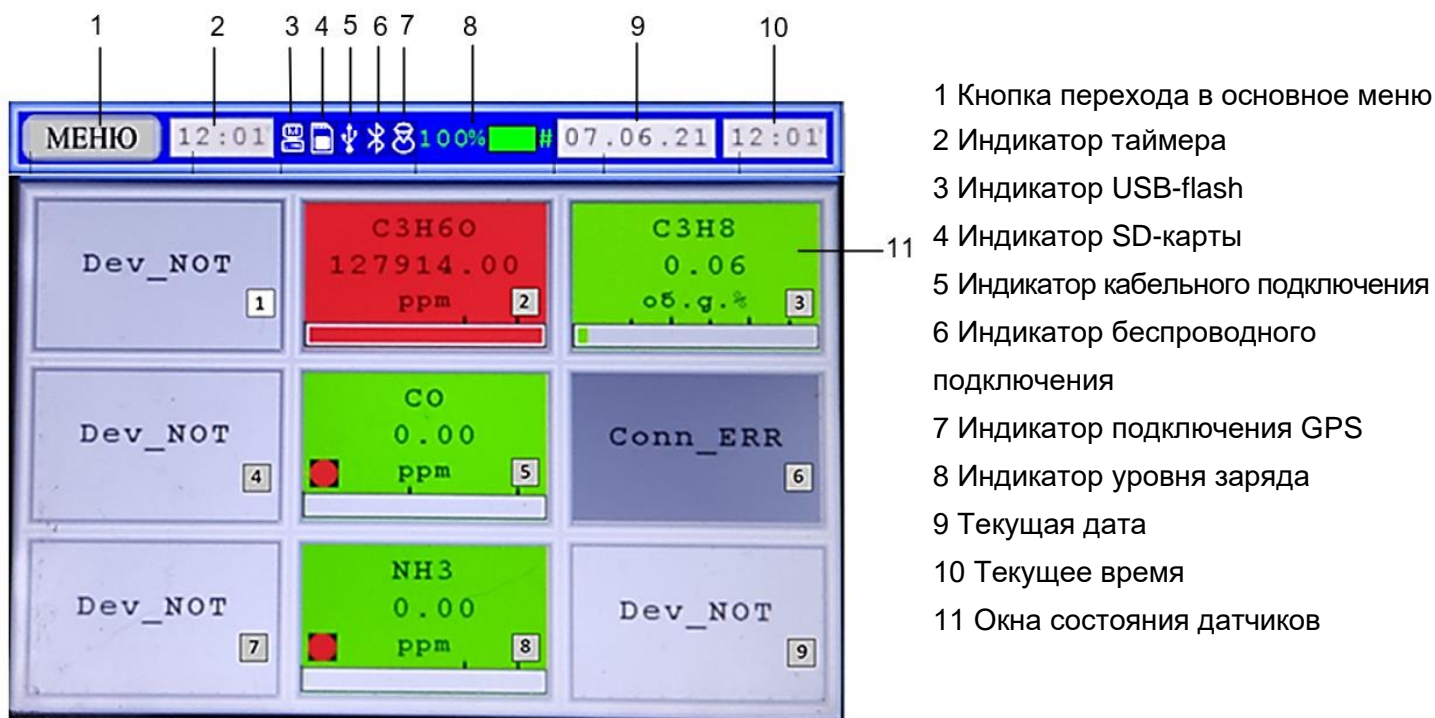 1 2 3 4 5 6 7 8 9 10
МЕНЮ 12:01 100% # 07.06.21 12:01
Dev_NOT
1
C3H6O
127914.00
ppm 2
C3H8
0.06
об.д.% 3
11
Dev_NOT
4
CO
0.00
ppm 5
Conn_ERR
6
Dev_NOT
7
NH3
0.00
ppm 8
Dev_NOT
9
1 Кнопка перехода в основное меню
2 Индикатор таймера
3 Индикатор USB-flash
4 Индикатор SD-карты
5 Индикатор кабельного подключения
6 Индикатор беспроводного
подключения
7 Индикатор подключения GPS
8 Индикатор уровня заряда
9 Текущая дата
10 Текущее время
11 Окна состояния датчиков